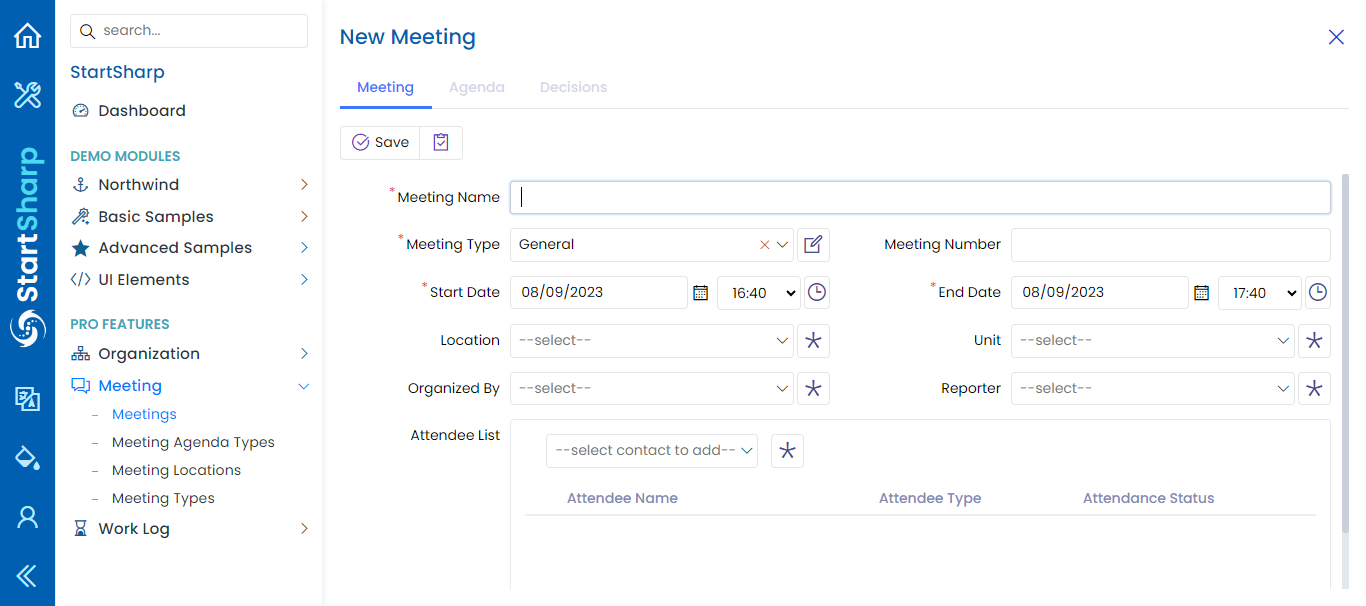 search...
StartSharp
Dashboard
DEMO MODULES
Northwind
Basic Samples
Advanced Samples
UI Elements
PRO FEATURES
Organization
Meeting
Meetings
Meeting Agenda Types
Meeting Locations
Meeting Types
Work Log
StartSharp
New Meeting
Meeting Agenda Decisions
Save
* Meeting Name
* Meeting Type General Meeting Number
* Start Date 08/09/2023 16:40 * End Date 08/09/2023 17:40
Location --select-- Unit --select--
Organized By --select-- Reporter --select--
Attendee List
--select contact to add--
Attendee Name Attendee Type Attendance Status